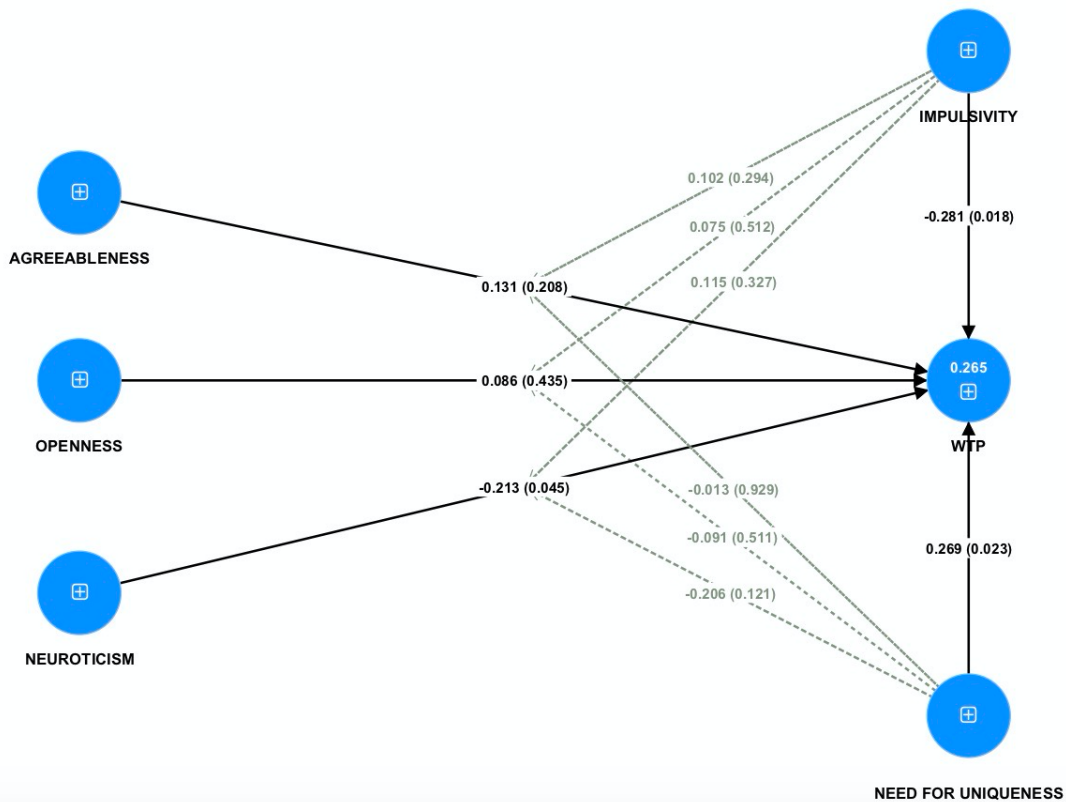 IMPULSIVITY
0.102 (0.294)
AGREEABLENESS
0.075 (0.512)
-0.281 (0.018)
0.115 (0.327)
0.131 (0.208)
0.265
OPENNESS
0.086 (0.435)
WTP
-0.213 (0.045)
-0.013 (0.929)
-0.091 (0.511)
0.269 (0.023)
-0.206 (0.121)
NEUROTICISM
NEED FOR UNIQUENESS